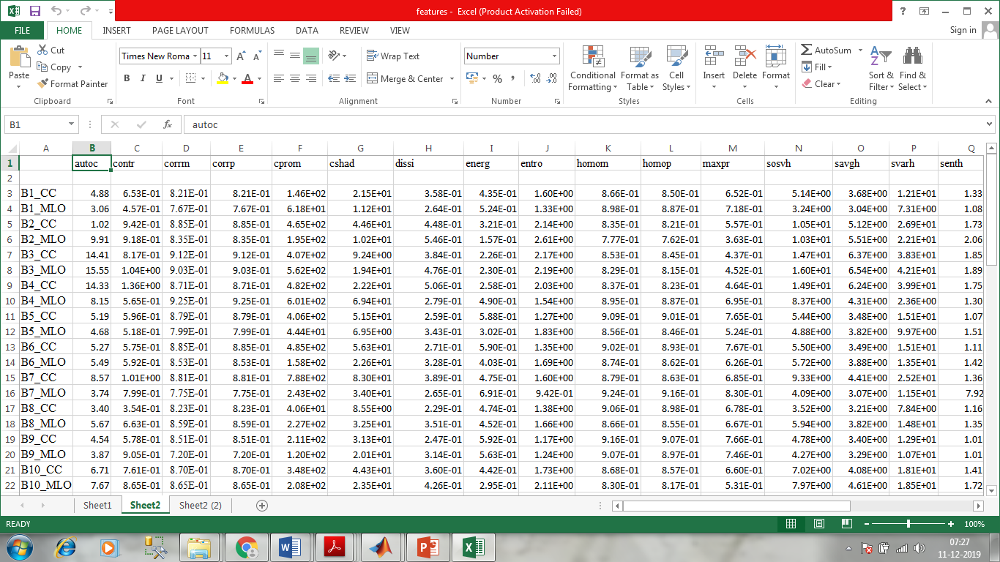 features - Excel (Product Activation Failed)
FILE HOME INSERT PAGE LAYOUT FORMULAS DATA REVIEW VIEW Sign in
Paste Cut Copy Format Painter Clipboard
Times New Roma 11 B I U Font
Wrap Text Merge & Center Alignment
Number % , Number
Conditional Formatting Format as Table Cell Styles Styles
Insert Delete Format Cells
AutoSum Fill Clear Sort & Filter Find & Select Editing
B1 fx autoc
A B C D E F G H I J K L M N O P Q
1 autoc contr corrm corrp cprom cshad dissi energ entro homom homop maxpr sosvh savgh svarh senth
2
3 B1_CC 4.88 6.53E-01 8.21E-01 8.21E-01 1.46E+02 2.15E+01 3.58E-01 4.35E-01 1.60E+00 8.66E-01 8.50E-01 6.52E-01 5.14E+00 3.68E+00 1.21E+01 1.33
4 B1_MLO 3.06 4.57E-01 7.67E-01 7.67E-01 6.18E+01 1.12E+01 2.64E-01 5.24E-01 1.33E+00 8.98E-01 8.87E-01 7.18E-01 3.24E+00 3.04E+00 7.31E+00 1.08
5 B2_CC 1.02 9.42E-01 8.85E-01 8.85E-01 4.65E+02 4.46E+01 4.48E-01 3.21E-01 2.14E+00 8.35E-01 8.21E-01 5.57E-01 1.05E+01 5.12E+00 2.69E+01 1.73
6 B2_MLO 9.91 9.18E-01 8.35E-01 8.35E-01 1.95E+02 1.02E+01 5.46E-01 1.57E-01 2.61E+00 7.77E-01 7.62E-01 3.63E-01 1.03E+01 5.51E+00 2.21E+01 2.06
7 B3_CC 14.41 8.17E-01 9.12E-01 9.12E-01 4.07E+02 9.24E+00 3.84E-01 2.26E-01 2.17E+00 8.53E-01 8.45E-01 4.37E-01 1.47E+01 6.37E+00 3.83E+01 1.85
8 B3_MLO 15.55 1.04E+00 9.03E-01 9.03E-01 5.62E+02 1.94E+01 4.76E-01 2.30E-01 2.19E+00 8.29E-01 8.15E-01 4.52E-01 1.60E+01 6.54E+00 4.21E+01 1.89
9 B4_CC 14.33 1.36E+00 8.71E-01 8.71E-01 4.82E+02 2.22E+01 5.06E-01 2.58E-01 2.03E+00 8.37E-01 8.23E-01 4.64E-01 1.49E+01 6.24E+00 3.99E+01 1.75
10 B4_MLO 8.15 5.65E-01 9.25E-01 9.25E-01 6.01E+02 6.94E+01 2.79E-01 4.90E-01 1.54E+00 8.95E-01 8.87E-01 6.95E-01 8.37E+00 4.31E+00 2.36E+00 1.30
11 B5_CC 5.19 5.96E-01 8.79E-01 8.79E-01 4.06E+02 5.15E+01 2.59E-01 5.88E-01 1.27E+00 9.09E-01 9.01E-01 7.65E-01 5.44E+00 3.48E+00 1.51E+01 1.07
12 B5_MLO 4.68 5.18E-01 7.99E-01 7.99E-01 4.44E+01 6.95E+00 3.43E-01 3.02E-01 1.83E+00 8.56E-01 8.46E-01 5.24E-01 4.88E+00 3.82E+00 9.97E+00 1.51
13 B6_CC 5.27 5.75E-01 8.85E-01 8.85E-01 4.85E+02 5.63E+01 2.71E-01 5.90E-01 1.35E+00 9.02E-01 8.93E-01 7.67E-01 5.50E+00 3.49E+00 1.51E+01 1.11
14 B6_MLO 5.49 5.92E-01 8.53E-01 8.53E-01 1.58E+02 2.26E+01 3.28E-01 4.03E-01 1.69E+00 8.74E-01 8.62E-01 6.26E-01 5.72E+00 3.88E+00 1.35E+01 1.42
15 B7_CC 8.57 1.01E+00 8.81E-01 8.81E-01 7.88E+02 8.30E+01 3.89E-01 4.75E-01 1.60E+00 8.79E-01 8.63E-01 6.85E-01 9.33E+00 4.41E+00 2.52E+01 1.36
16 B7_MLO 3.74 7.99E-01 7.75E-01 7.75E-01 2.43E+02 3.40E+01 2.65E-01 6.91E-01 9.42E-01 9.24E-01 9.16E-01 8.30E-01 4.09E+00 3.07E+00 1.15E+01 7.92
17 B8_CC 3.40 3.54E-01 8.23E-01 8.23E-01 4.06E+01 8.55E+00 2.29E-01 4.74E-01 1.38E+00 9.06E-01 8.98E-01 6.78E-01 3.52E+00 3.21E+00 7.84E+00 1.16
18 B8_MLO 5.67 6.63E-01 8.59E-01 8.59E-01 2.27E+02 3.25E+01 3.51E-01 4.52E-01 1.66E+00 8.66E-01 8.55E-01 6.67E-01 5.94E+00 3.82E+00 1.48E+01 1.35
19 B9_CC 4.54 5.78E-01 8.51E-01 8.51E-01 2.11E+02 3.13E+01 2.47E-01 5.92E-01 1.17E+00 9.16E-01 9.07E-01 7.66E-01 4.78E+00 3.40E+00 1.29E+01 1.01
20 B9_MLO 3.87 9.05E-01 7.20E-01 7.20E-01 1.20E+02 2.01E+01 3.14E-01 5.63E-01 1.24E+00 9.07E-01 8.97E-01 7.46E-01 4.27E+00 3.29E+00 1.07E+01 1.01
21 B10_CC 6.71 7.61E-01 8.70E-01 8.70E-01 3.48E+02 4.43E+01 3.60E-01 4.42E-01 1.73E+00 8.68E-01 8.57E-01 6.60E-01 7.02E+00 4.08E+00 1.81E+01 1.41
22 B10_MLO 7.67 8.65E-01 8.65E-01 8.65E-01 2.08E+02 2.35E+01 4.26E-01 2.95E-01 2.11E+00 8.30E-01 8.17E-01 5.31E-01 7.97E+00 4.61E+00 1.85E+01 1.72
Sheet1 Sheet2 Sheet2 (2)
READY 100%
07:27
11-12-2019